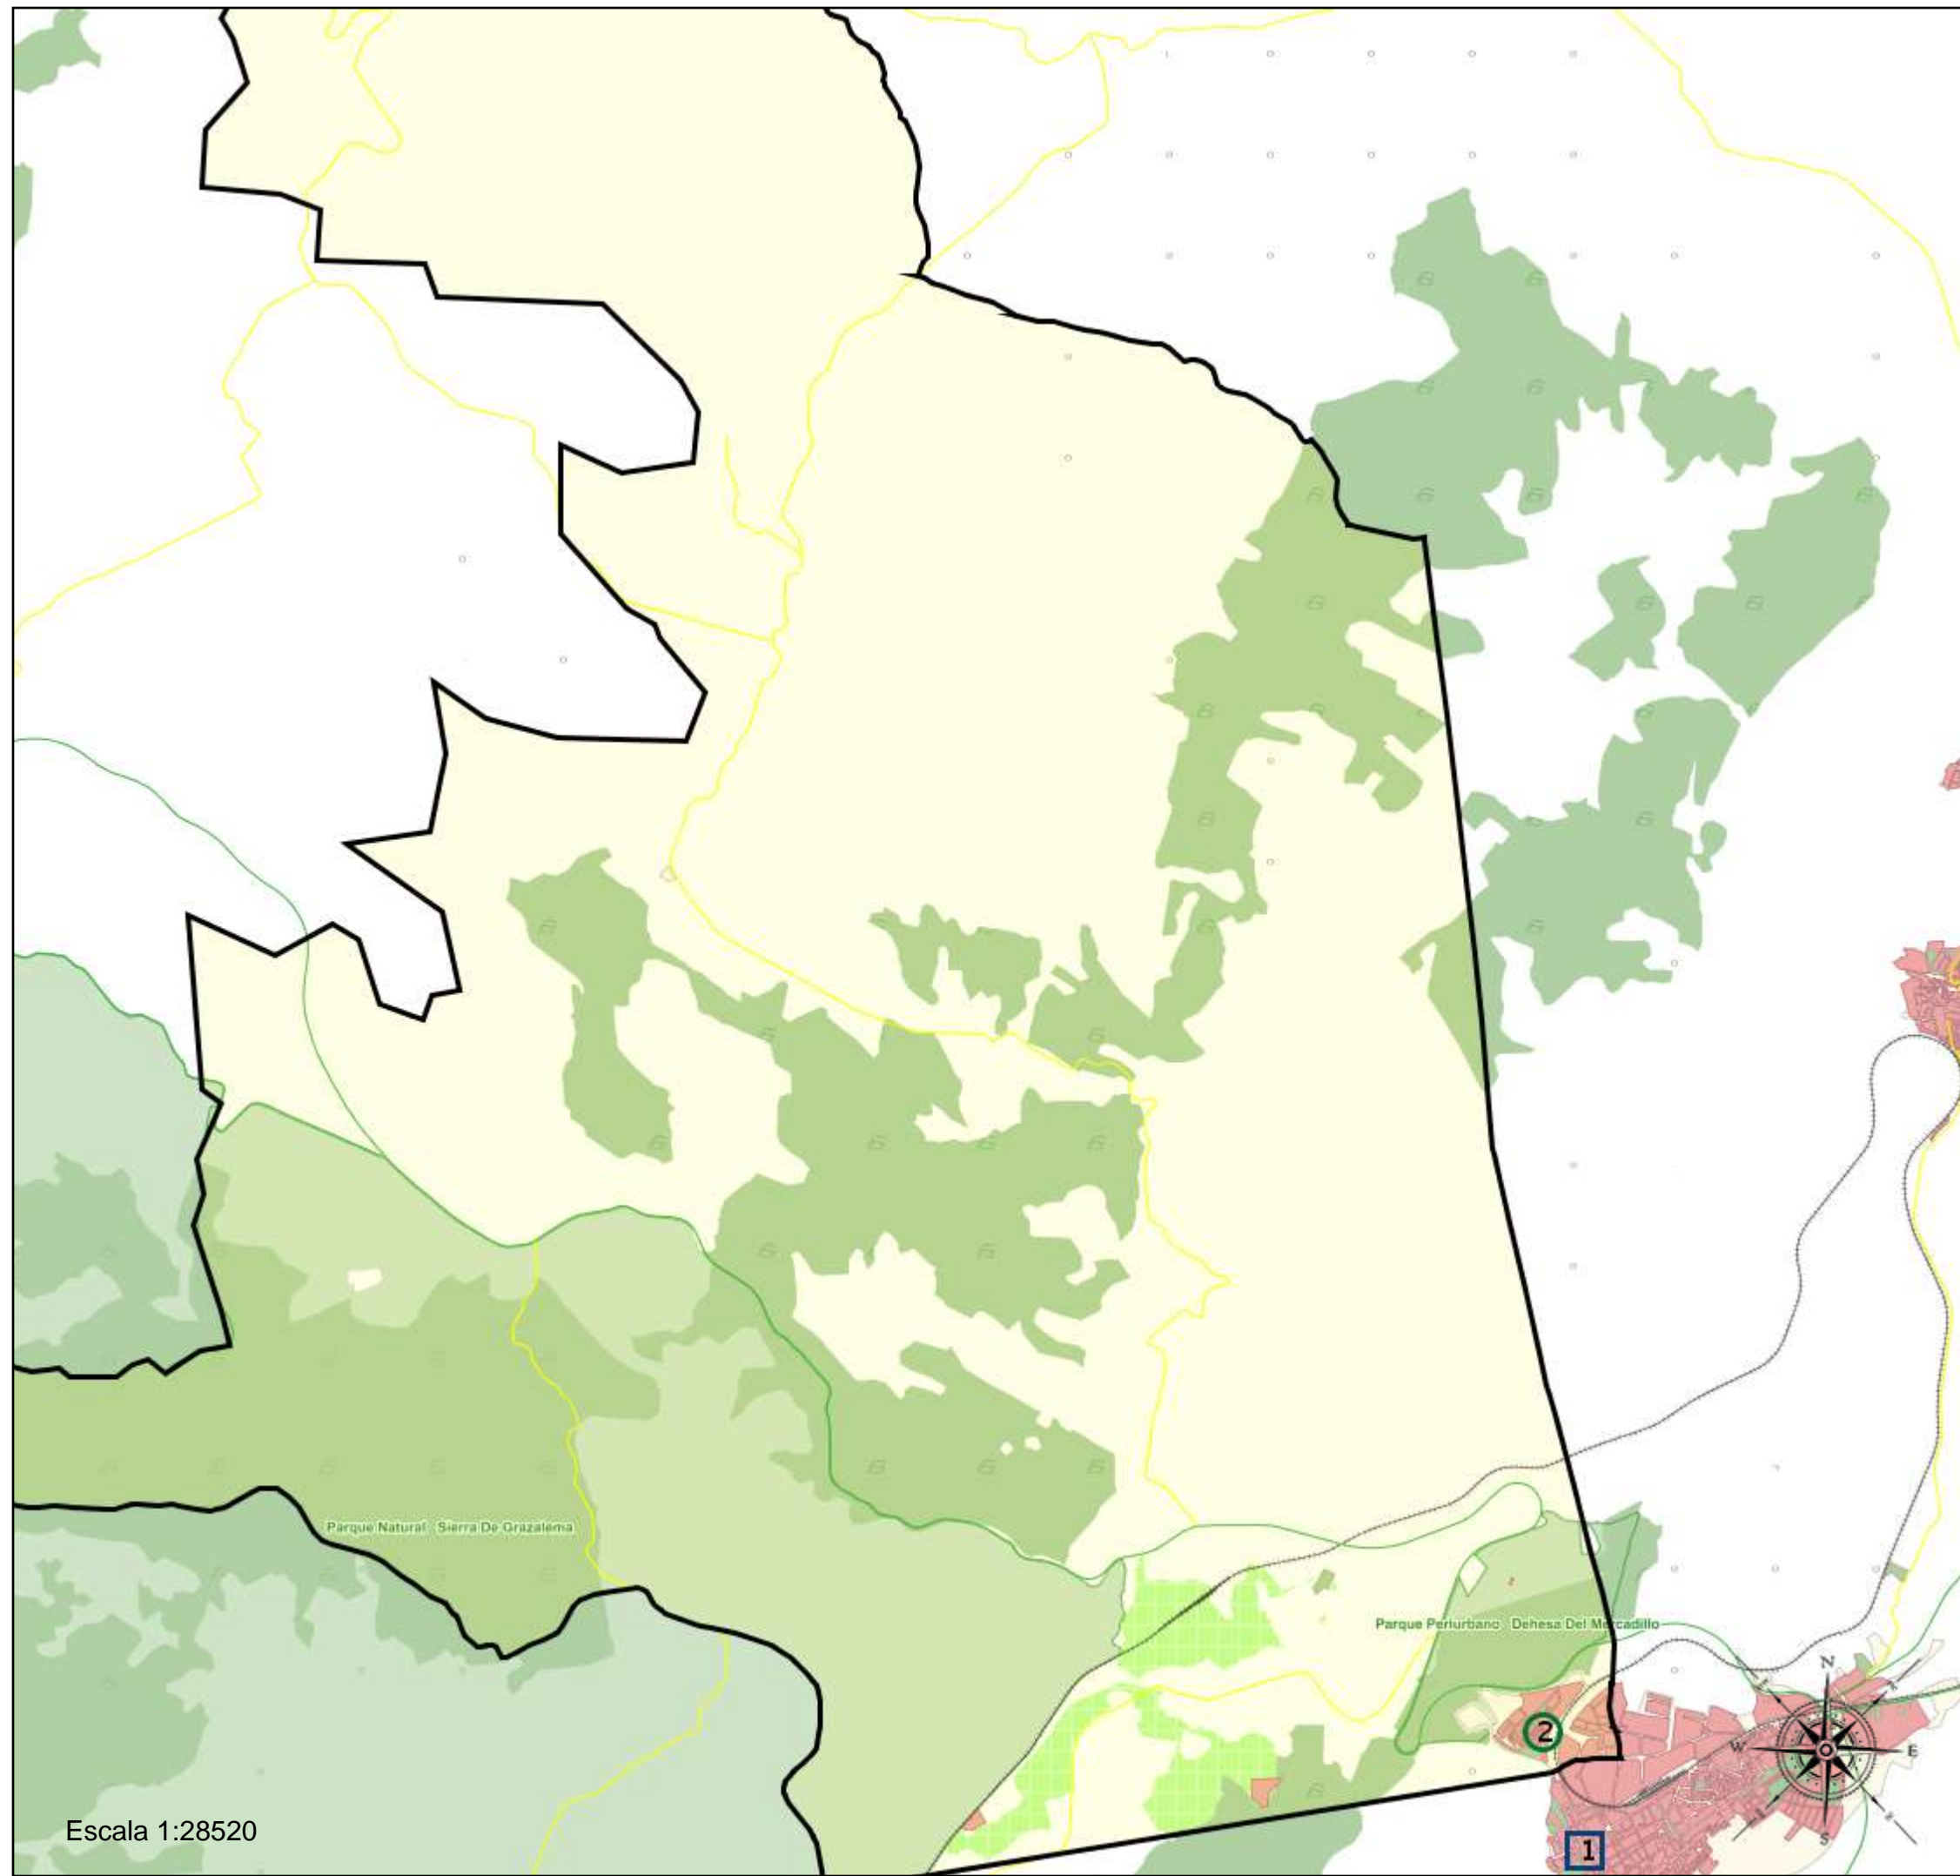 Parque Natural Sierra De Grazalema
Parque Periurbano Dehesa Del Mercadillo
N
2
W
E
S
1
Escala 1:28520